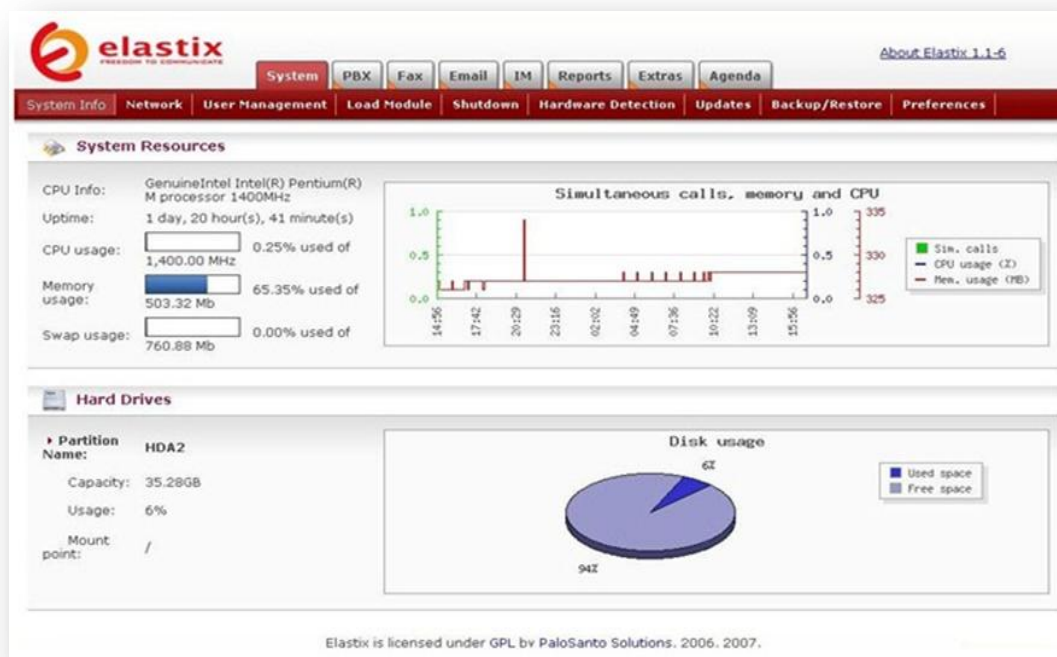 elastix
FREEDOM TO COMMUNICATE
About Elastix 1.1-6
System PBX Fax Email IM Reports Extras Agenda
System Info Network User Management Load Module Shutdown Hardware Detection Updates Backup/Restore Preferences
System Resources
CPU Info: GenuineIntel Intel(R) Pentium(R)
M processor 1400MHz
Uptime: 1 day, 20 hour(s), 41 minute(s)
CPU usage: 0.25% used of
1,400.00 MHz
Memory
usage: 65.35% used of
503.32 Mb
Swap usage: 0.00% used of
760.88 Mb
Simultaneous calls, memory and CPU
1.0 1.0 335
0.5 0.5 330
0.0 0.0 325
14:56 17:42 20:29 23:16 02:02 04:49 07:36 10:22 13:09 15:56
Sim. calls
CPU usage (%)
Mem. usage (MB)
Hard Drives
Partition
Name: HDA2
Capacity: 35.28GB
Usage: 6%
Mount
point: /
Disk usage
6%
94%
Used space
Free space
Elastix is licensed under GPL by PaloSanto Solutions. 2006. 2007.